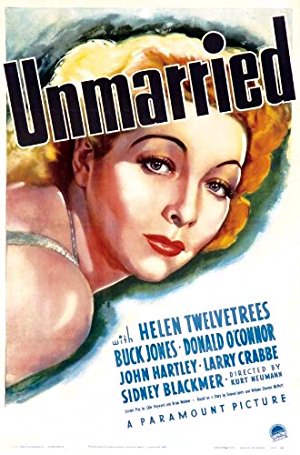 Unmarried
with HELEN TWELVETREES
BUCK JONES · DONALD O'CONNOR
JOHN HARTLEY · LARRY CRABBE
SIDNEY BLACKMER · DIRECTED BY
KURT NEUMANN
A PARAMOUNT PICTURE